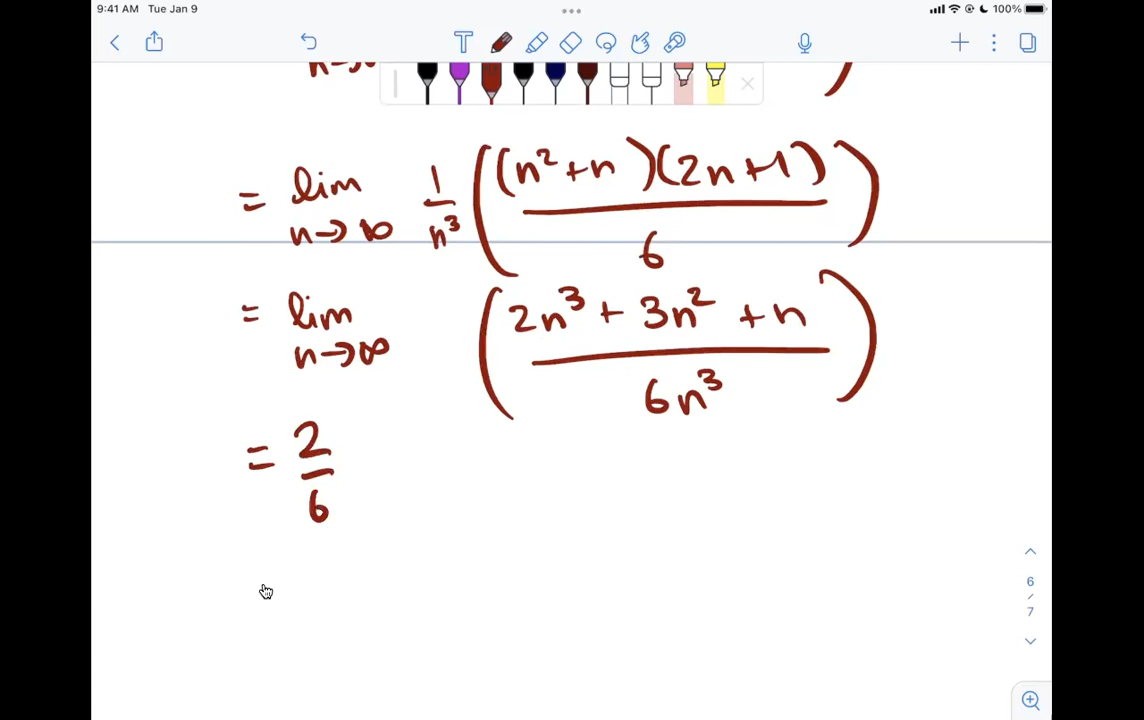 9:41 AM Tue Jan 9
100%
T
n→∞
= lim n→∞ 1/n³ ( (n²+n)(2n+1) / 6 )
= lim n→∞ ( 2n³ + 3n² + n / 6n³ )
= 2/6
6
/
7